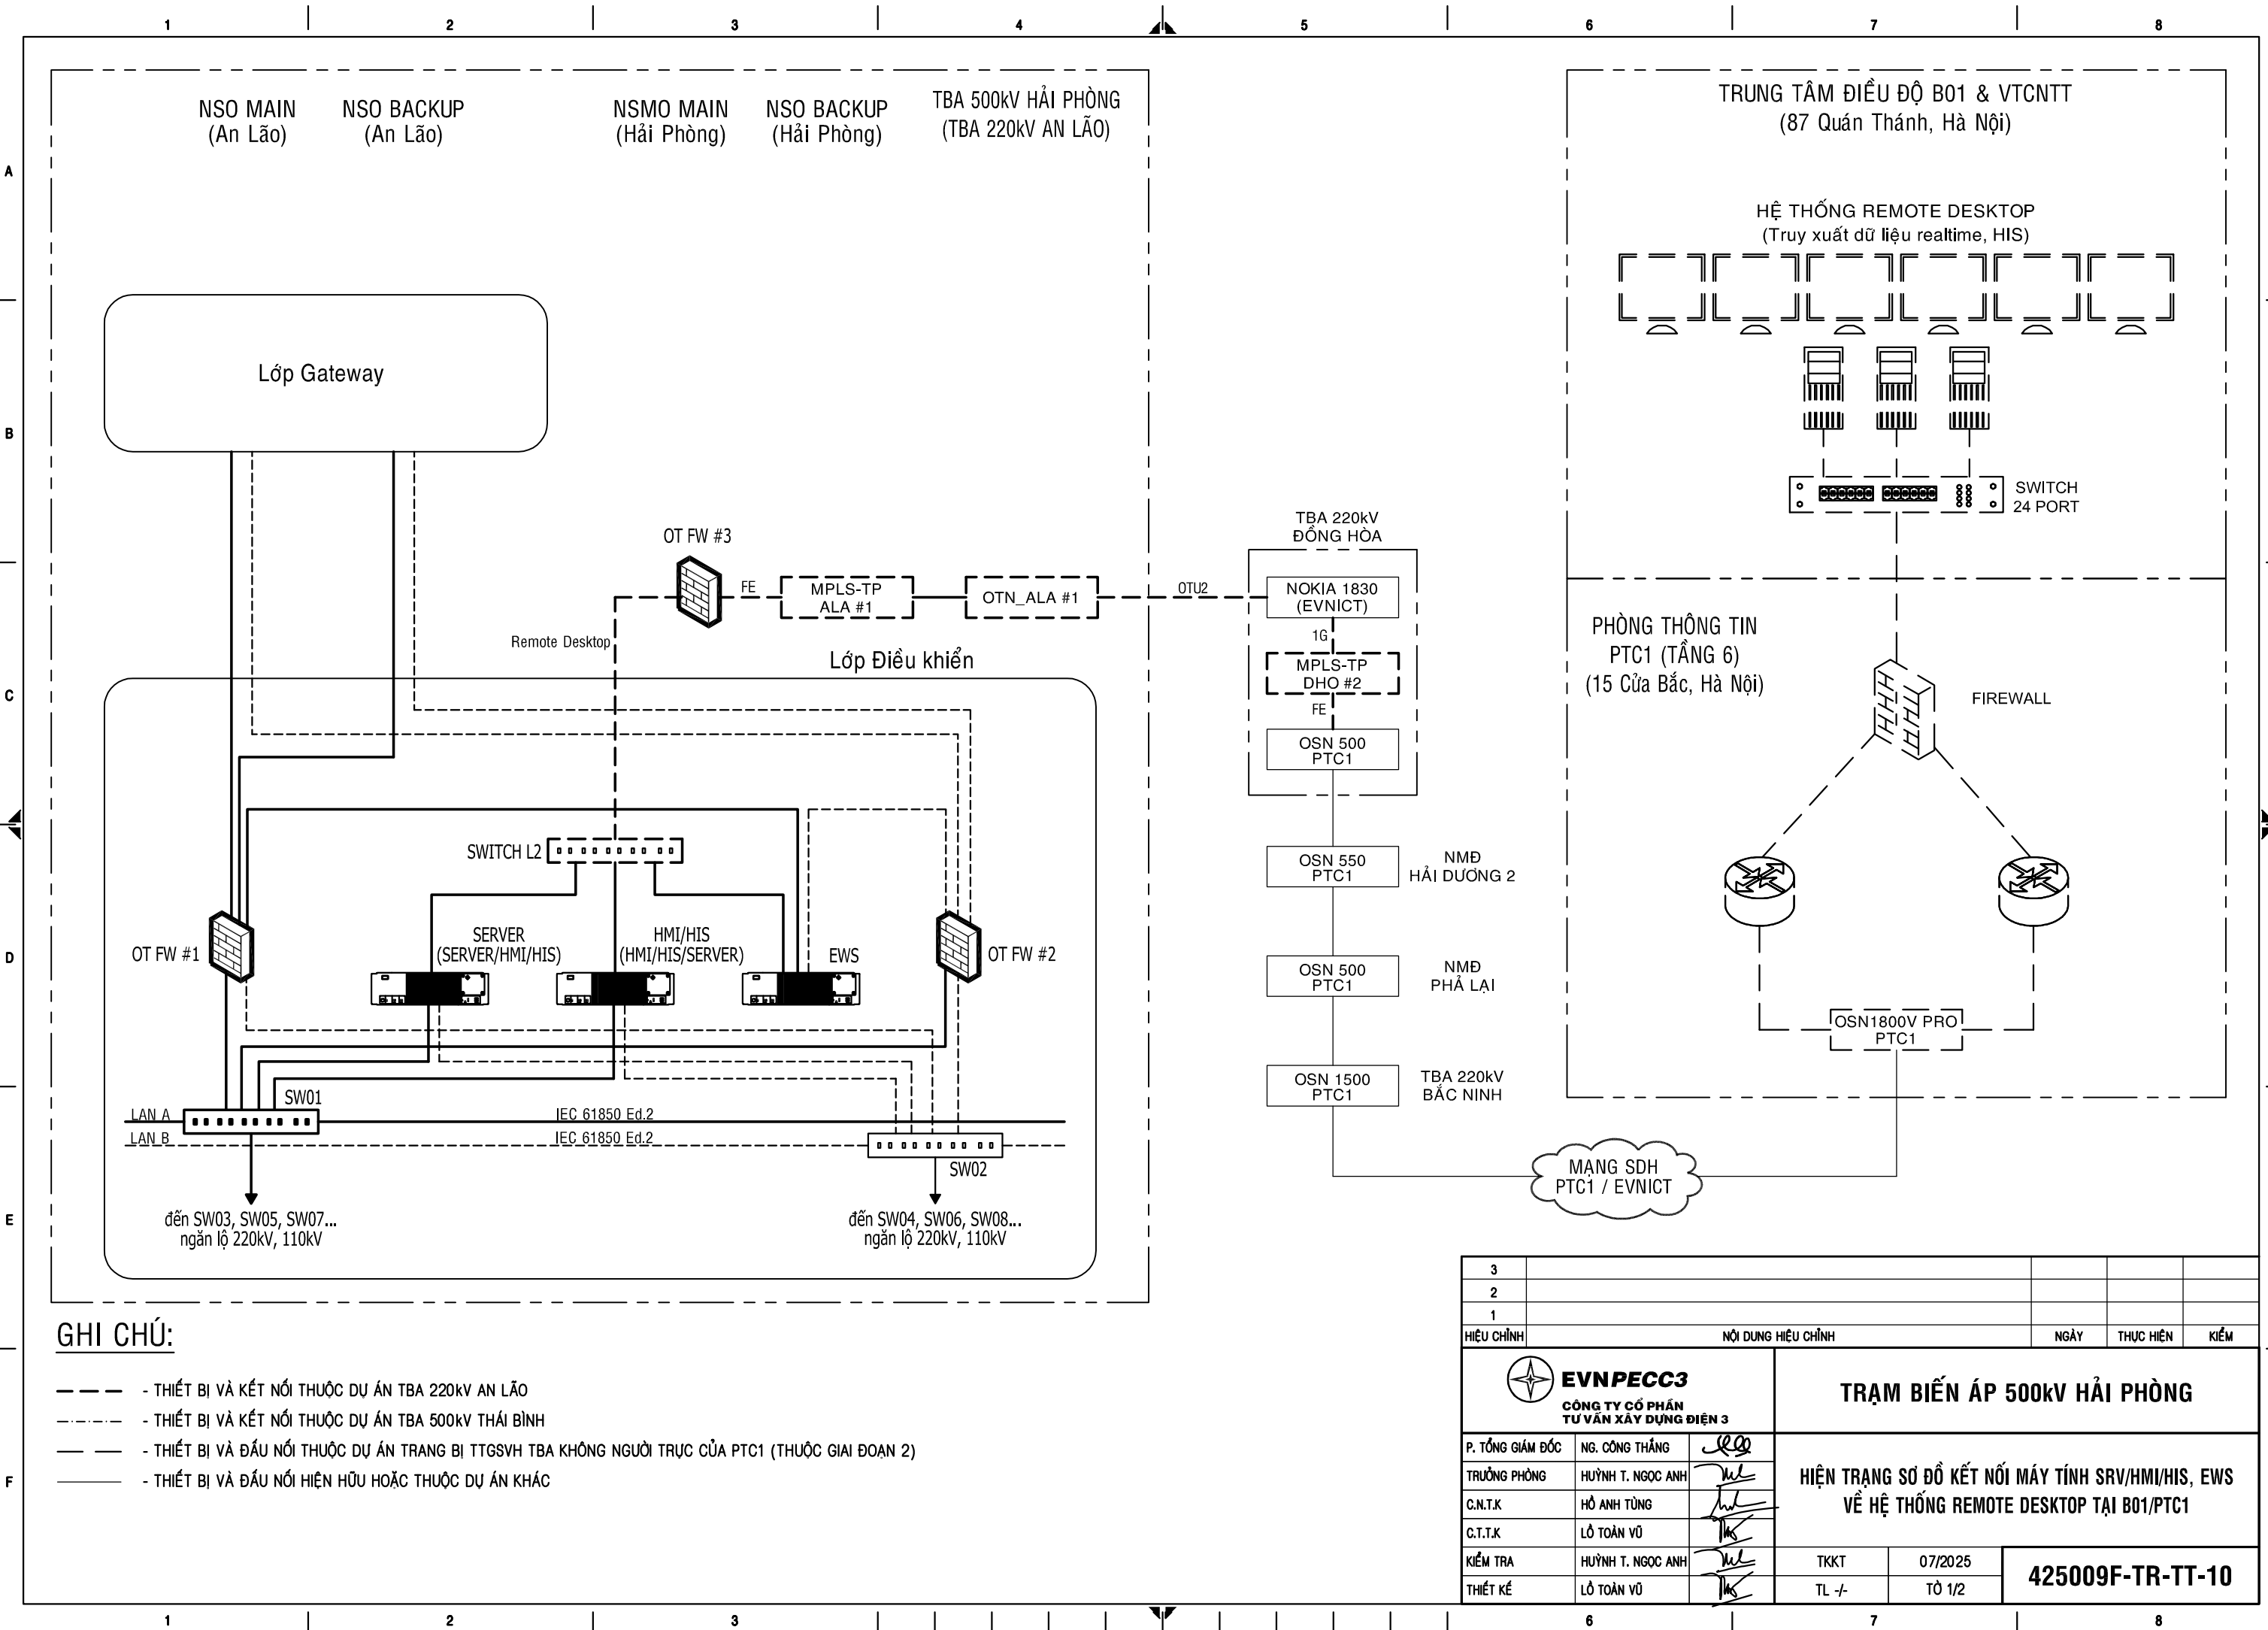 1 2 3 4 5 6 7 8
A
B
C
D
E
F
NSO MAIN
(An Lão)
NSO BACKUP
(An Lão)
NSMO MAIN
(Hải Phòng)
NSO BACKUP
(Hải Phòng)
TBA 500kV HẢI PHÒNG
(TBA 220kV AN LÃO)
Lớp Gateway
OT FW #3
FE
MPLS-TP
ALA #1
OTN_ALA #1
OTU2
Remote Desktop
Lớp Điều khiển
SWITCH L2
OT FW #1
SERVER
(SERVER/HMI/HIS)
HMI/HIS
(HMI/HIS/SERVER)
EWS
OT FW #2
SW01
LAN A
IEC 61850 Ed.2
LAN B
IEC 61850 Ed.2
SW02
đến SW03, SW05, SW07...
ngăn lộ 220kV, 110kV
đến SW04, SW06, SW08...
ngăn lộ 220kV, 110kV
TBA 220kV
ĐỒNG HÒA
NOKIA 1830
(EVNICT)
1G
MPLS-TP
DHO #2
FE
OSN 500
PTC1
OSN 550
PTC1
NMĐ
HẢI DƯƠNG 2
OSN 500
PTC1
NMĐ
PHẢ LẠI
OSN 1500
PTC1
TBA 220kV
BẮC NINH
MẠNG SDH
PTC1 / EVNICT
TRUNG TÂM ĐIỀU ĐỘ B01 & VTCNTT
(87 Quán Thánh, Hà Nội)
HỆ THỐNG REMOTE DESKTOP
(Truy xuất dữ liệu realtime, HIS)
SWITCH
24 PORT
PHÒNG THÔNG TIN
PTC1 (TẦNG 6)
(15 Cửa Bắc, Hà Nội)
FIREWALL
OSN1800V PRO
PTC1
GHI CHÚ:
- THIẾT BỊ VÀ KẾT NỐI THUỘC DỰ ÁN TBA 220kV AN LÃO
- THIẾT BỊ VÀ KẾT NỐI THUỘC DỰ ÁN TBA 500kV THÁI BÌNH
- THIẾT BỊ VÀ ĐẤU NỐI THUỘC DỰ ÁN TRANG BỊ TTGSVH TBA KHÔNG NGƯỜI TRỰC CỦA PTC1 (THUỘC GIAI ĐOẠN 2)
- THIẾT BỊ VÀ ĐẤU NỐI HIỆN HỮU HOẶC THUỘC DỰ ÁN KHÁC
3
2
1
HIỆU CHỈNH NỘI DUNG HIỆU CHỈNH NGÀY THỰC HIỆN KIỂM
EVNPECC3
CÔNG TY CỔ PHẦN
TƯ VẤN XÂY DỰNG ĐIỆN 3
TRẠM BIẾN ÁP 500kV HẢI PHÒNG
P. TỔNG GIÁM ĐỐC NG. CÔNG THẮNG
TRƯỞNG PHÒNG HUỲNH T. NGỌC ANH
C.N.T.K HỒ ANH TÙNG
C.T.T.K LỒ TOÀN VŨ
KIỂM TRA HUỲNH T. NGỌC ANH
THIẾT KẾ LỒ TOÀN VŨ
HIỆN TRẠNG SƠ ĐỒ KẾT NỐI MÁY TÍNH SRV/HMI/HIS, EWS
VỀ HỆ THỐNG REMOTE DESKTOP TẠI B01/PTC1
TKKT 07/2025
TL -/- TỜ 1/2
425009F-TR-TT-10
1 2 3 6 7 8